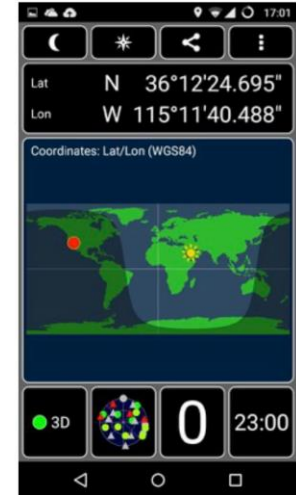 17:01
Lat N 36°12'24.695"
Lon W 115°11'40.488"
Coordinates: Lat/Lon (WGS84)
3D 0 23:00